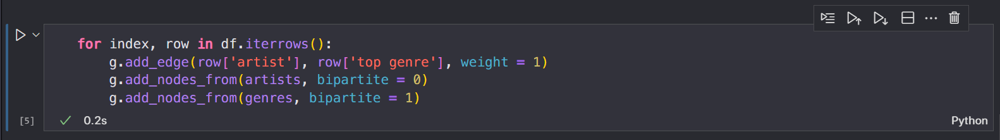 for index, row in df.iterrows():
    g.add_edge(row['artist'], row['top genre'], weight = 1)
    g.add_nodes_from(artists, bipartite = 0)
    g.add_nodes_from(genres, bipartite = 1)
[5] 0.2s Python